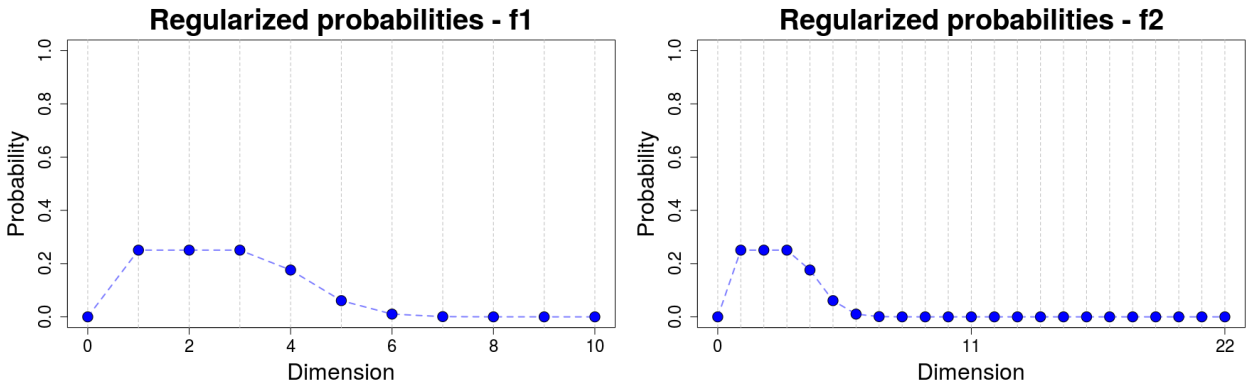 Regularized probabilities - f1
Probability
0.0 0.2 0.4 0.6 0.8 1.0
0 2 4 6 8 10
Dimension
Regularized probabilities - f2
Probability
0.0 0.2 0.4 0.6 0.8 1.0
0 11 22
Dimension